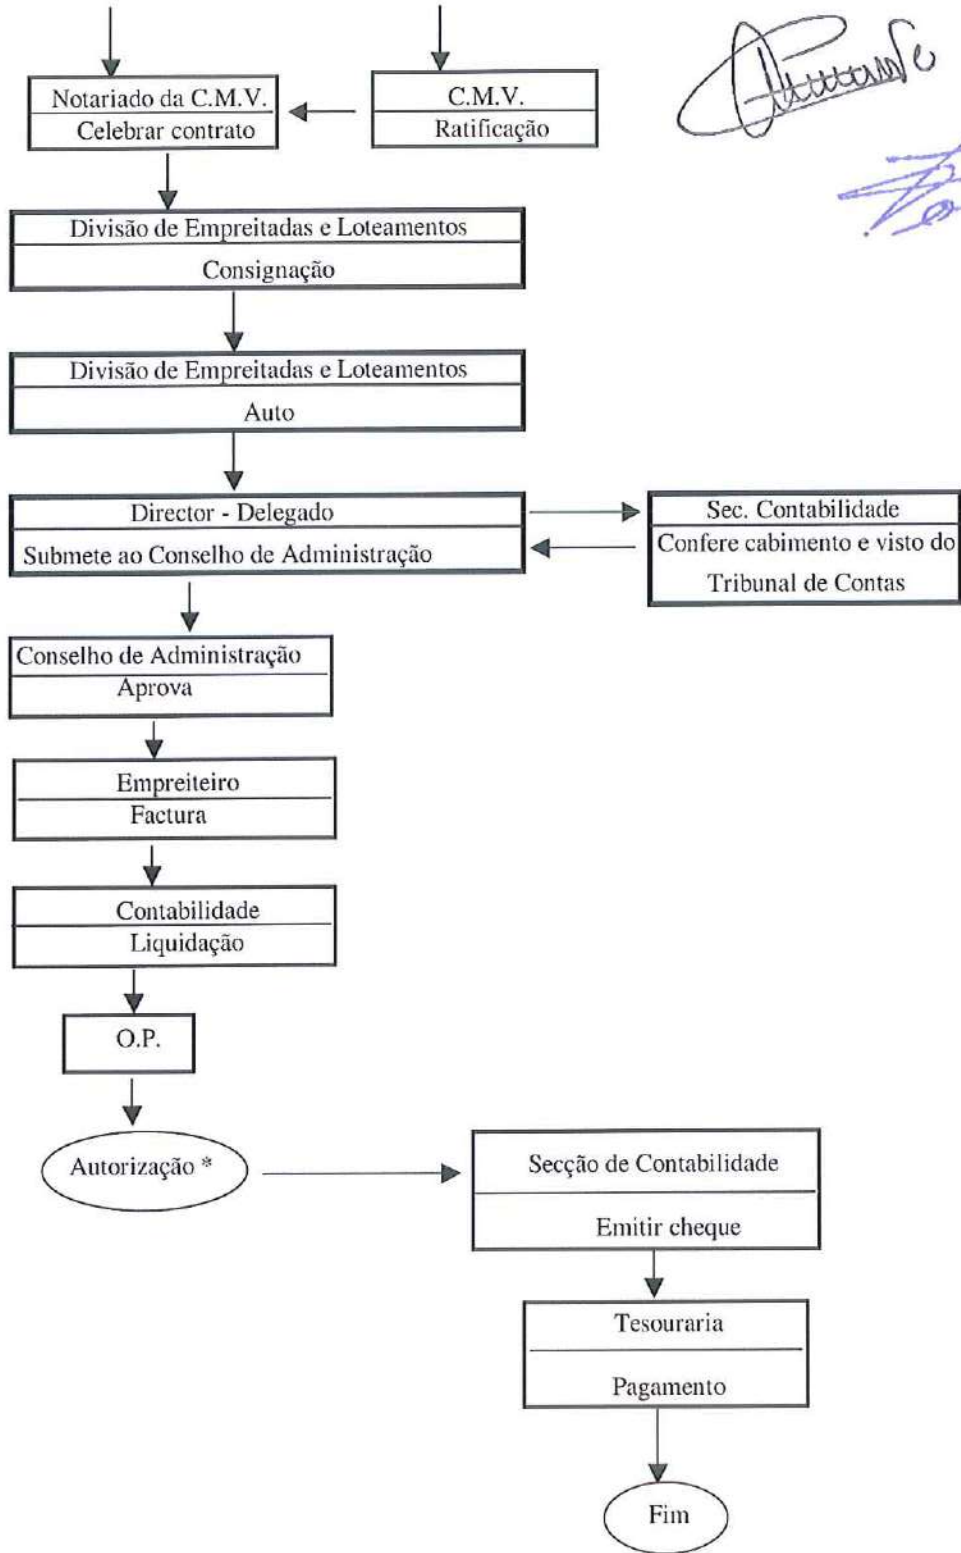 Notariado da C.M.V.
Celebrar contrato
C.M.V.
Ratificação
Divisão de Empreitadas e Loteamentos
Consignação
Divisão de Empreitadas e Loteamentos
Auto
Director - Delegado
Submete ao Conselho de Administração
Sec. Contabilidade
Confere cabimento e visto do
Tribunal de Contas
Conselho de Administração
Aprova
Empreiteiro
Factura
Contabilidade
Liquidação
O.P.
Autorização *
Secção de Contabilidade
Emitir cheque
Tesouraria
Pagamento
Fim